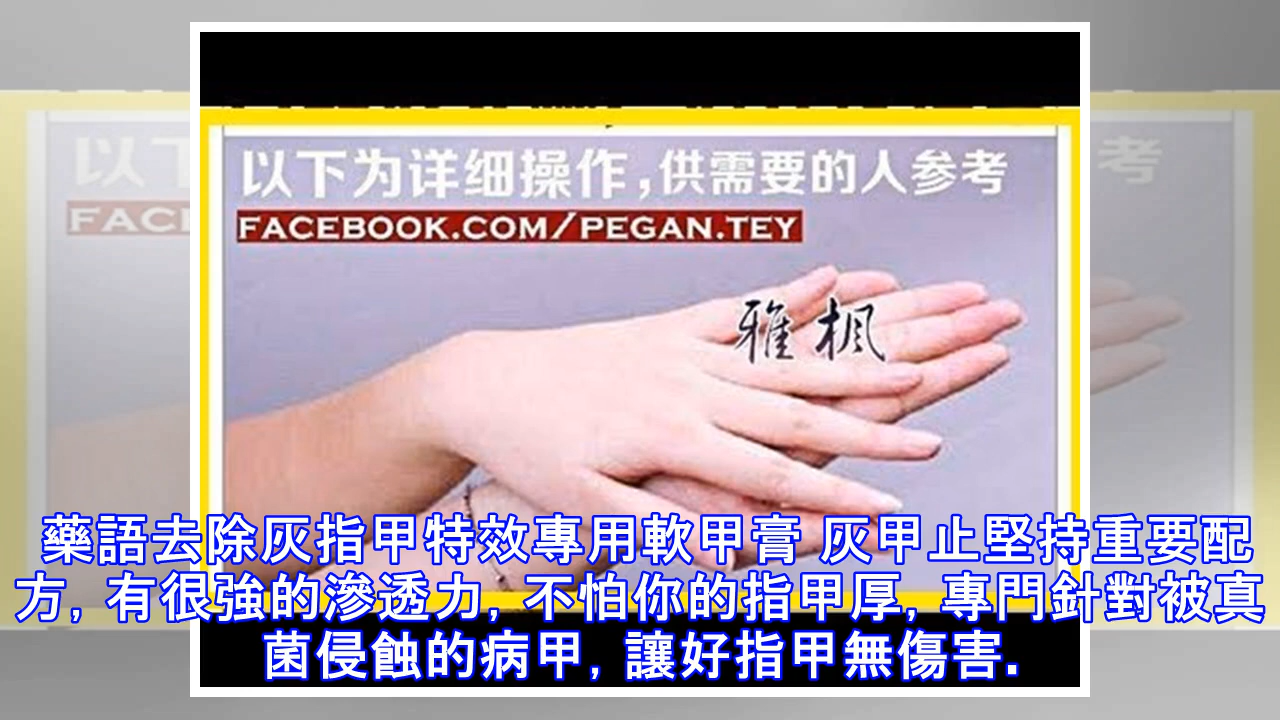 以下为详细操作,供需要的人参考
FACEBOOK.COM/PEGAN.TEY
雅枫
藥語去除灰指甲特效專用軟甲膏 灰甲止堅持重要配
方, 有很強的滲透力, 不怕你的指甲厚, 專門針對被真
菌侵蝕的病甲, 讓好指甲無傷害.